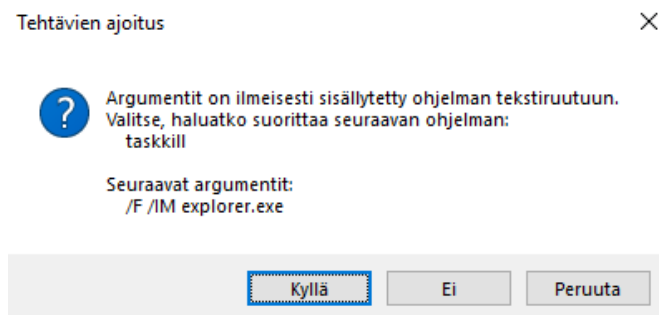 Tehtävien ajoitus
Argumentit on ilmeisesti sisällytetty ohjelman tekstiruutuun.
Valitse, haluatko suorittaa seuraavan ohjelman:
taskkill
Seuraavat argumentit:
/F /IM explorer.exe
Kyllä
Ei
Peruuta